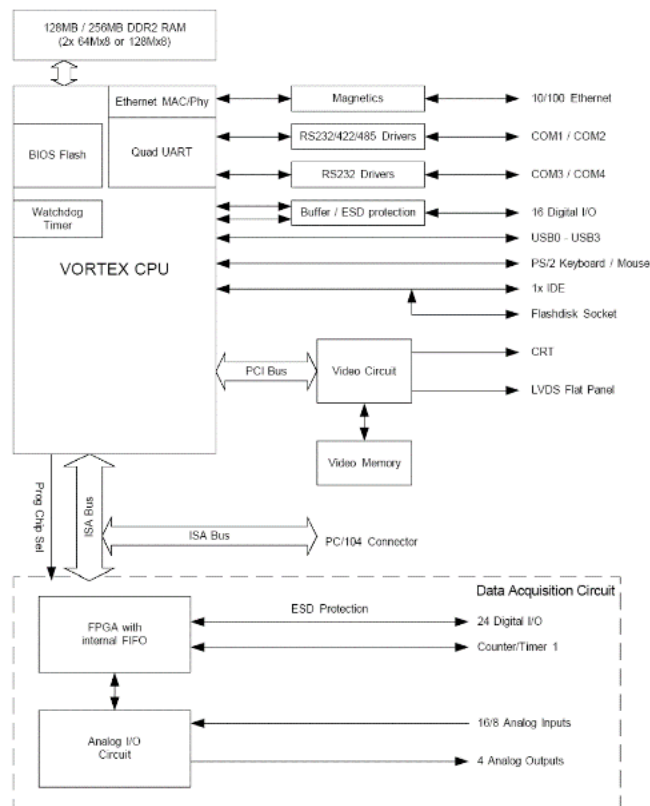 128MB / 256MB DDR2 RAM
(2x 64Mx8 or 128Mx8)
Ethernet MAC/Phy
Magnetics
10/100 Ethernet
BIOS Flash
Quad UART
RS232/422/485 Drivers
COM1 / COM2
RS232 Drivers
COM3 / COM4
Watchdog
Timer
Buffer / ESD protection
16 Digital I/O
USB0 - USB3
VORTEX CPU
PS/2 Keyboard / Mouse
1x IDE
Flashdisk Socket
PCI Bus
Video Circuit
CRT
LVDS Flat Panel
Video Memory
Prog Chip Sel
ISA Bus
ISA Bus
PC/104 Connector
Data Acquisition Circuit
FPGA with
internal FIFO
ESD Protection
24 Digital I/O
Counter/Timer 1
Analog I/O
Circuit
16/8 Analog Inputs
4 Analog Outputs